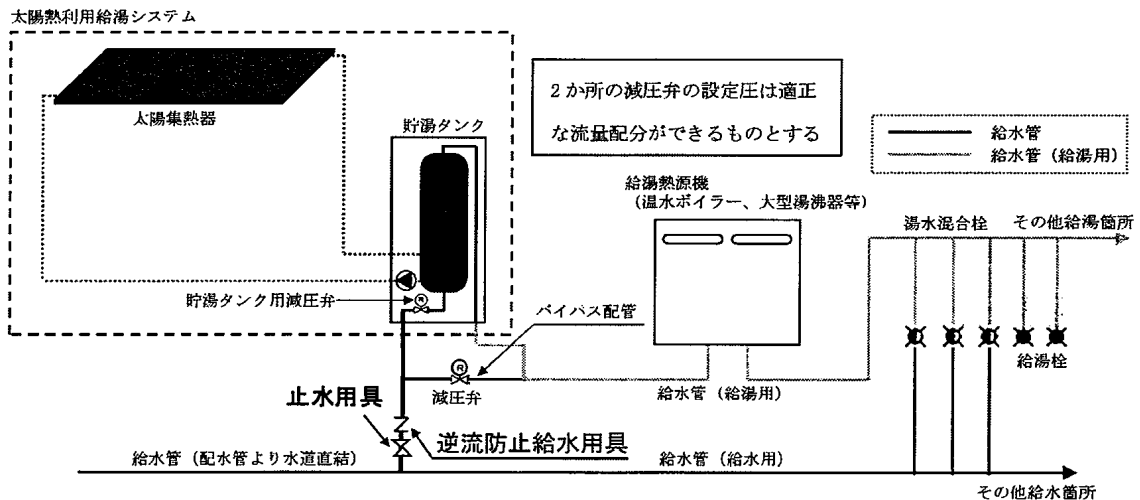 太陽熱利用給湯システム
太陽集熱器
貯湯タンク
2か所の減圧弁の設定圧は適正
な流量配分ができるものとする
給水管
給水管（給湯用）
給湯熱源機
（温水ボイラー、大型湯沸器等）
湯水混合栓
その他給湯箇所
R
貯湯タンク用減圧弁
バイパス配管
R
給湯栓
止水用具
減圧弁
給水管（給湯用）
逆流防止給水用具
給水管（配水管より水道直結）
給水管（給水用）
その他給水箇所